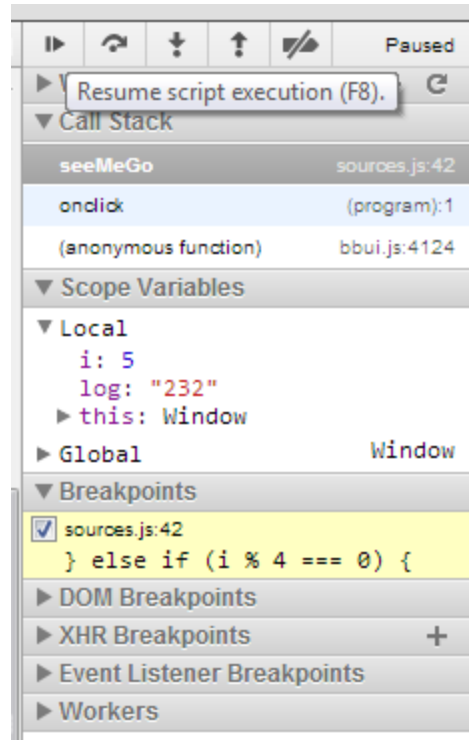 Paused
Resume script execution (F8).
Call Stack
seeMeGo sources.js:42
onclick (program):1
(anonymous function) bbui.js:4124
Scope Variables
Local
i: 5
log: "232"
this: Window
Global Window
Breakpoints
sources.js:42
} else if (i % 4 === 0) {
DOM Breakpoints
XHR Breakpoints +
Event Listener Breakpoints
Workers